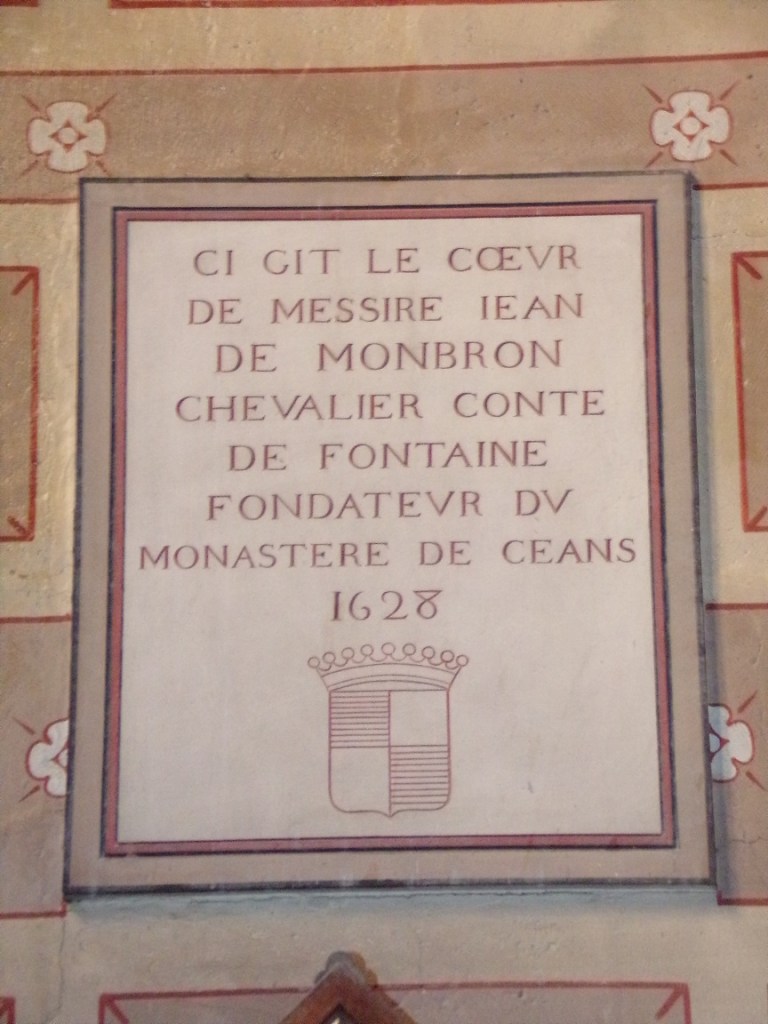 CI GIT LE CŒVR
DE MESSIRE IEAN
DE MONBRON
CHEVALIER CONTE
DE FONTAINE
FONDATEVR DV
MONASTERE DE CEANS
1628